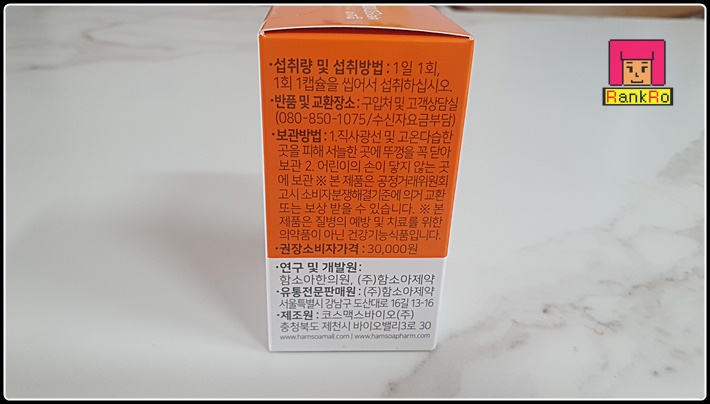 RankRo
·섭취량 및 섭취방법 : 1일 1회,
1회 1캡슐을 씹어서 섭취하십시오.
·반품 및 교환장소 : 구입처 및 고객상담실
(080-850-1075/수신자요금부담)
·보관방법 : 1.직사광선 및 고온다습한
곳을 피해 서늘한 곳에 뚜껑을 꼭 닫아
보관 2. 어린이의 손이 닿지 않는 곳
에 보관 ※ 본 제품은 공정거래위원회
고시 소비자분쟁해결기준에 의거 교환
또는 보상 받을 수 있습니다. ※ 본
제품은 질병의 예방 및 치료를 위한
의약품이 아닌 건강기능식품입니다.
·권장소비자가격 : 30,000원
·연구 및 개발원 :
함소아한의원, (주)함소아제약
·유통전문판매원 : (주)함소아제약
서울특별시 강남구 도산대로 16길 13-16
·제조원 : 코스맥스바이오(주)
충청북도 제천시 바이오밸리3로 30
www.hamsoamall.com | www.hamsoapharm.com